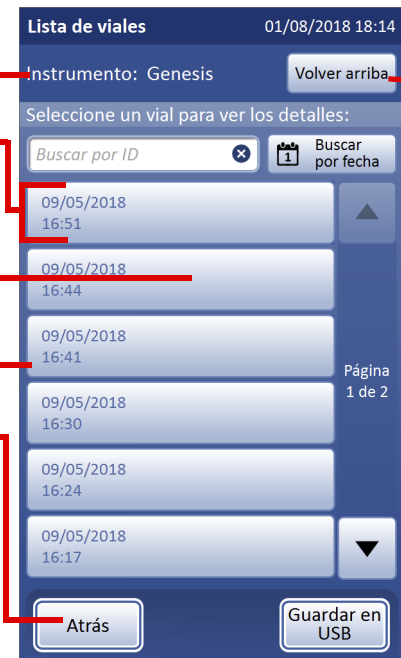 Lista de viales 01/08/2018 18:14
Instrumento: Genesis Volver arriba
Seleccione un vial para ver los detalles:
Buscar por ID
1
Buscar
por fecha
09/05/2018
16:51
09/05/2018
16:44
09/05/2018
16:41
Página
1 de 2
09/05/2018
16:30
09/05/2018
16:24
09/05/2018
16:17
Atrás
Guardar en
USB